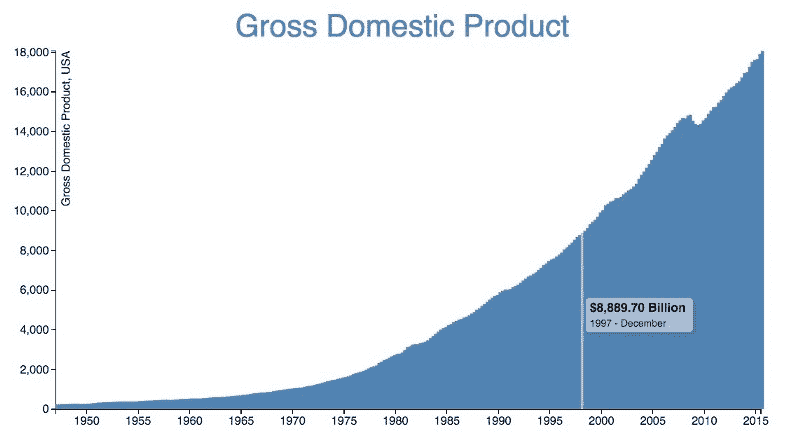 Gross Domestic Product
Gross Domestic Product, USA
18,000
16,000
14,000
12,000
10,000
8,000
6,000
4,000
2,000
0
$8,889.70 Billion
1997 - December
1950 1955 1960 1965 1970 1975 1980 1985 1990 1995 2000 2005 2010 2015